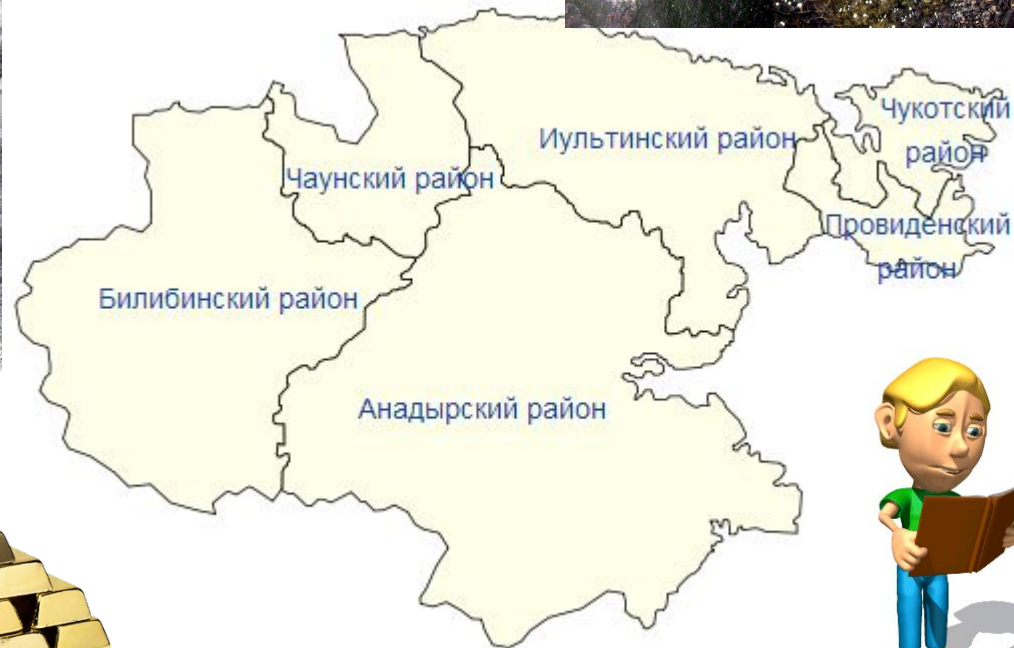 Чукотский
район
Иультинский район
Чаунский район
Провиденский
район
Билибинский район
Анадырский район